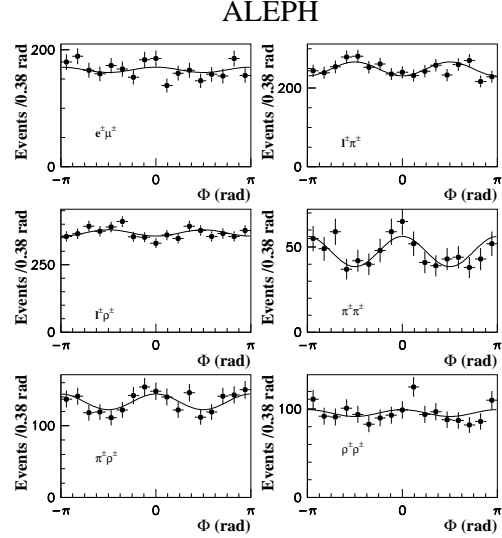 ALEPH
Events /0.38 rad
200
0
e±μ±
-π
0
π
Φ (rad)
Events /0.38 rad
200
0
l±π±
-π
0
π
Φ (rad)
Events /0.38 rad
250
0
l±ρ±
-π
0
π
Φ (rad)
Events /0.38 rad
50
0
π±π±
-π
0
π
Φ (rad)
Events /0.38 rad
100
0
π±ρ±
-π
0
π
Φ (rad)
Events /0.38 rad
100
0
ρ±ρ±
-π
0
π
Φ (rad)